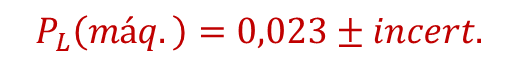 P_L(máq.) = 0,023 ± incert.